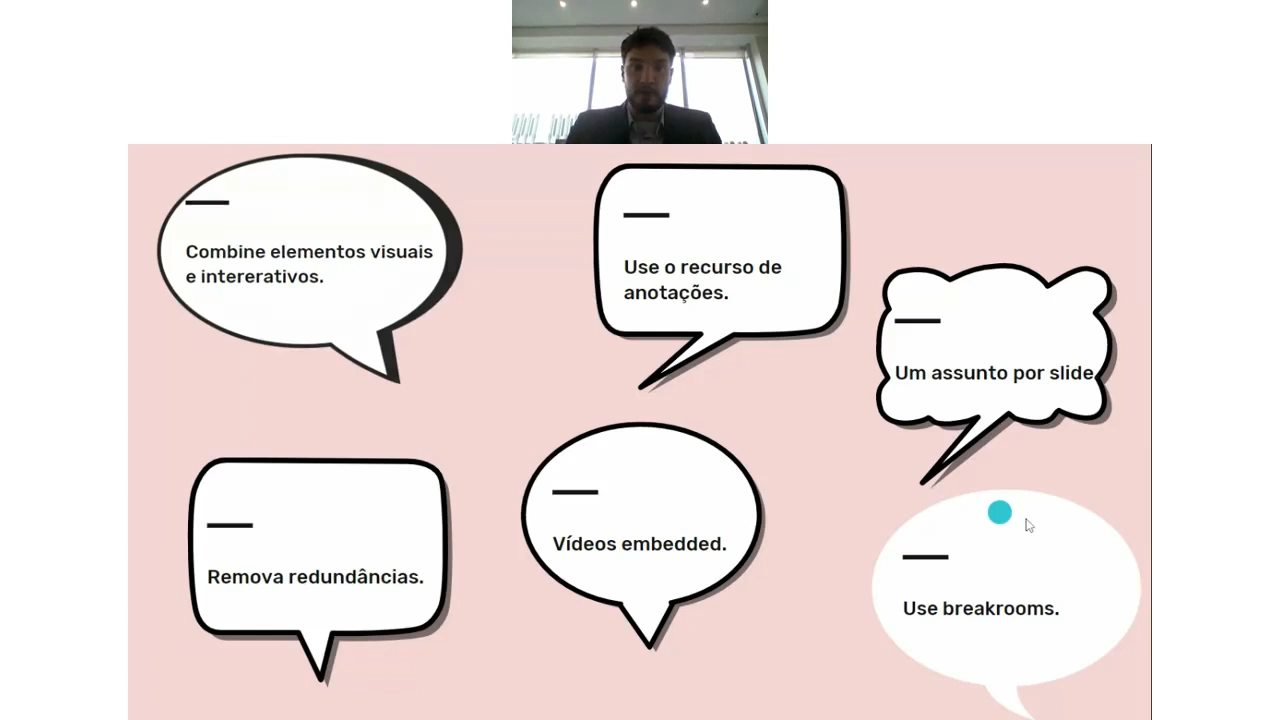 Combine elementos visuais
e intererativos.
Use o recurso de
anotações.
Um assunto por slide
Remova redundâncias.
Vídeos embedded.
Use breakrooms.